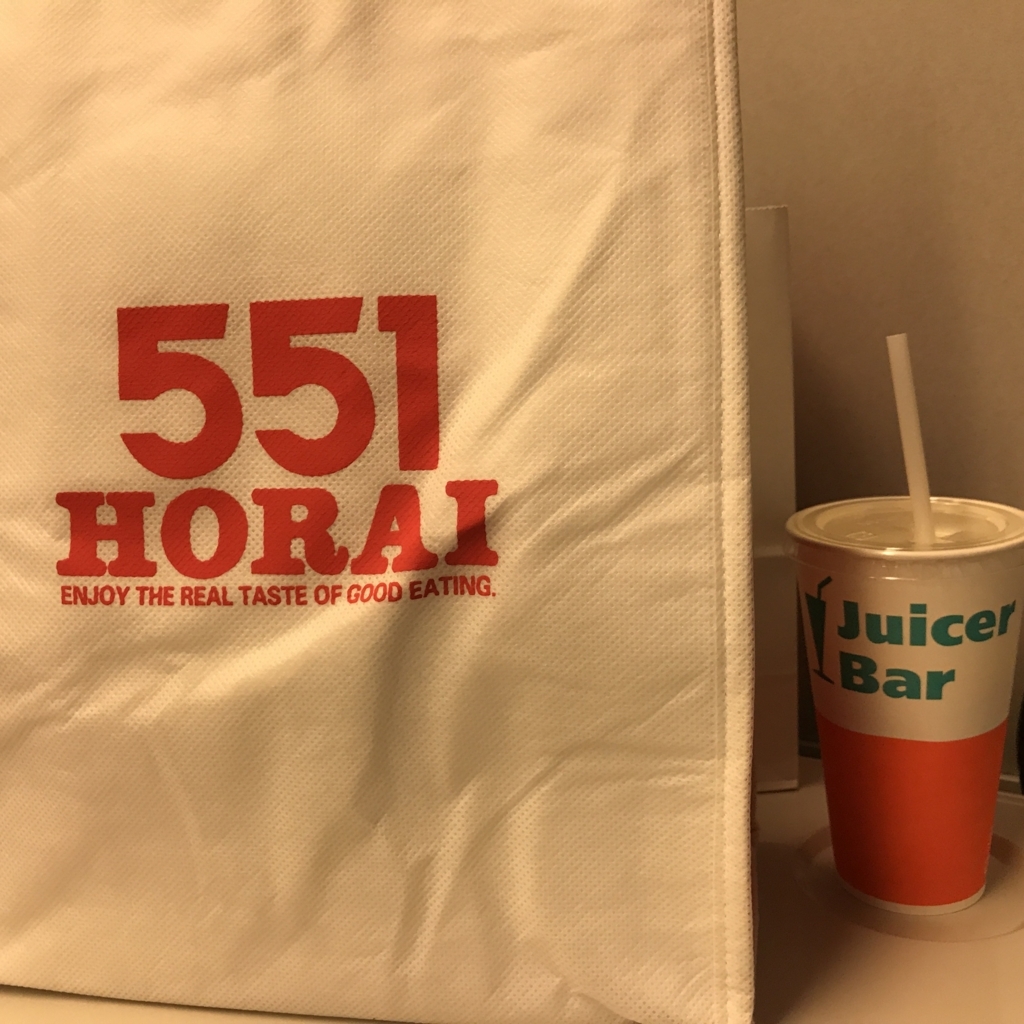 551
HORAI
ENJOY THE REAL TASTE OF GOOD EATING.
Juicer
Bar